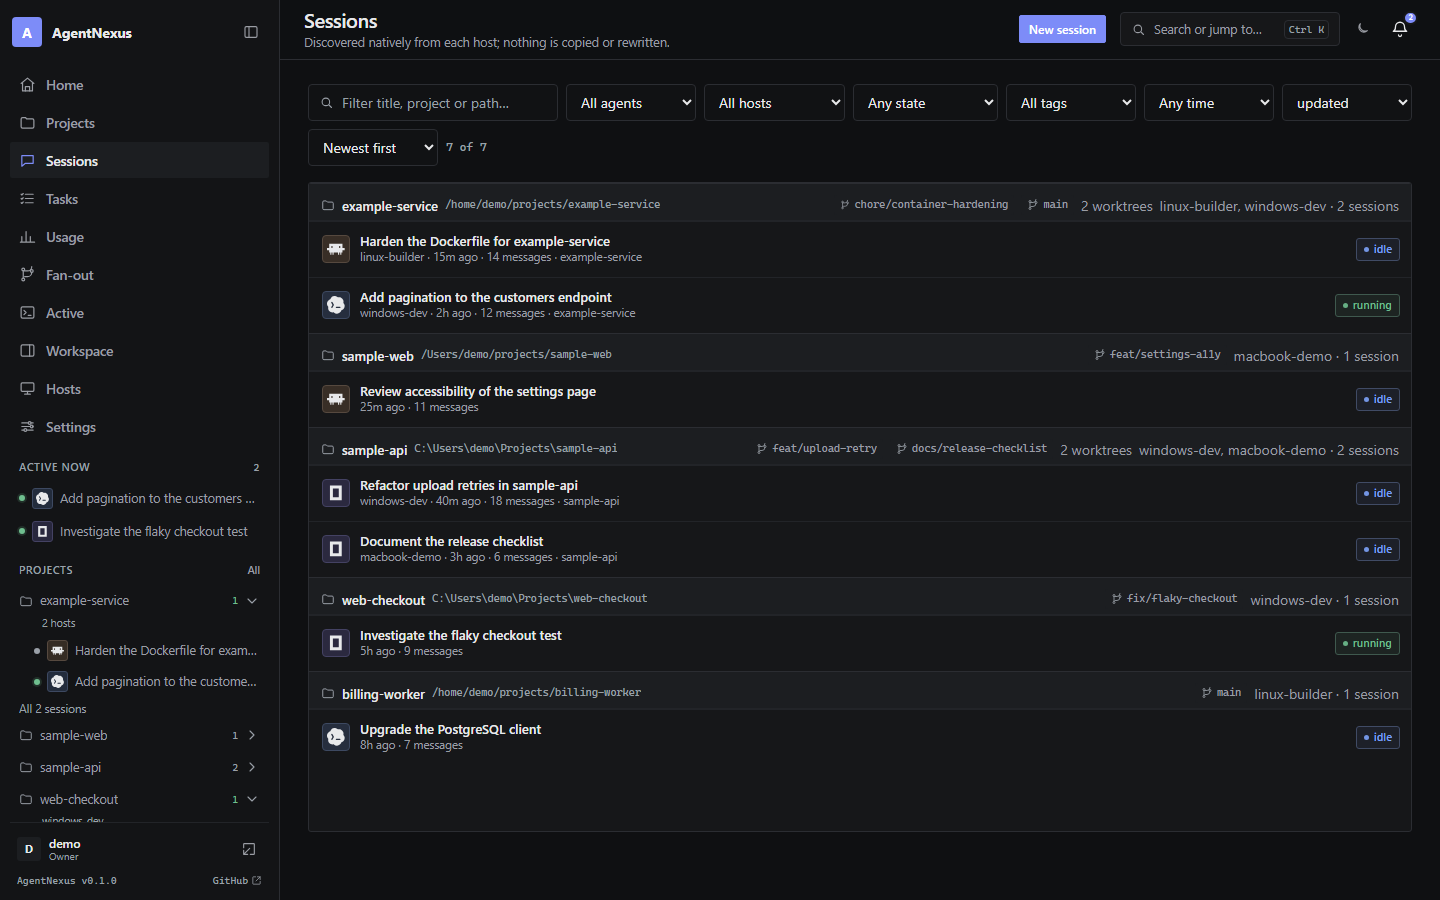 A AgentNexus
Home
Projects
Sessions
Tasks
Usage
Fan-out
Active
Workspace
Hosts
Settings
ACTIVE NOW 2
Add pagination to the customers ...
Investigate the flaky checkout test
PROJECTS All
example-service 1
2 hosts
Harden the Dockerfile for exam...
Add pagination to the custome...
All 2 sessions
sample-web 1
sample-api 2
web-checkout 1
windows-dev
D demo
Owner
AgentNexus v0.1.0 GitHub
Sessions
Discovered natively from each host; nothing is copied or rewritten.
New session Search or jump to... Ctrl K 2
Filter title, project or path... All agents All hosts Any state All tags Any time updated
Newest first 7 of 7
example-service /home/demo/projects/example-service chore/container-hardening main 2 worktrees linux-builder, windows-dev · 2 sessions
Harden the Dockerfile for example-service
linux-builder · 15m ago · 14 messages · example-service idle
Add pagination to the customers endpoint
windows-dev · 2h ago · 12 messages · example-service running
sample-web /Users/demo/projects/sample-web feat/settings-a11y macbook-demo · 1 session
Review accessibility of the settings page
25m ago · 11 messages idle
sample-api C:\Users\demo\Projects\sample-api feat/upload-retry docs/release-checklist 2 worktrees windows-dev, macbook-demo · 2 sessions
Refactor upload retries in sample-api
windows-dev · 40m ago · 18 messages · sample-api idle
Document the release checklist
macbook-demo · 3h ago · 6 messages · sample-api idle
web-checkout C:\Users\demo\Projects\web-checkout fix/flaky-checkout windows-dev · 1 session
Investigate the flaky checkout test
5h ago · 9 messages running
billing-worker /home/demo/projects/billing-worker main linux-builder · 1 session
Upgrade the PostgreSQL client
8h ago · 7 messages idle